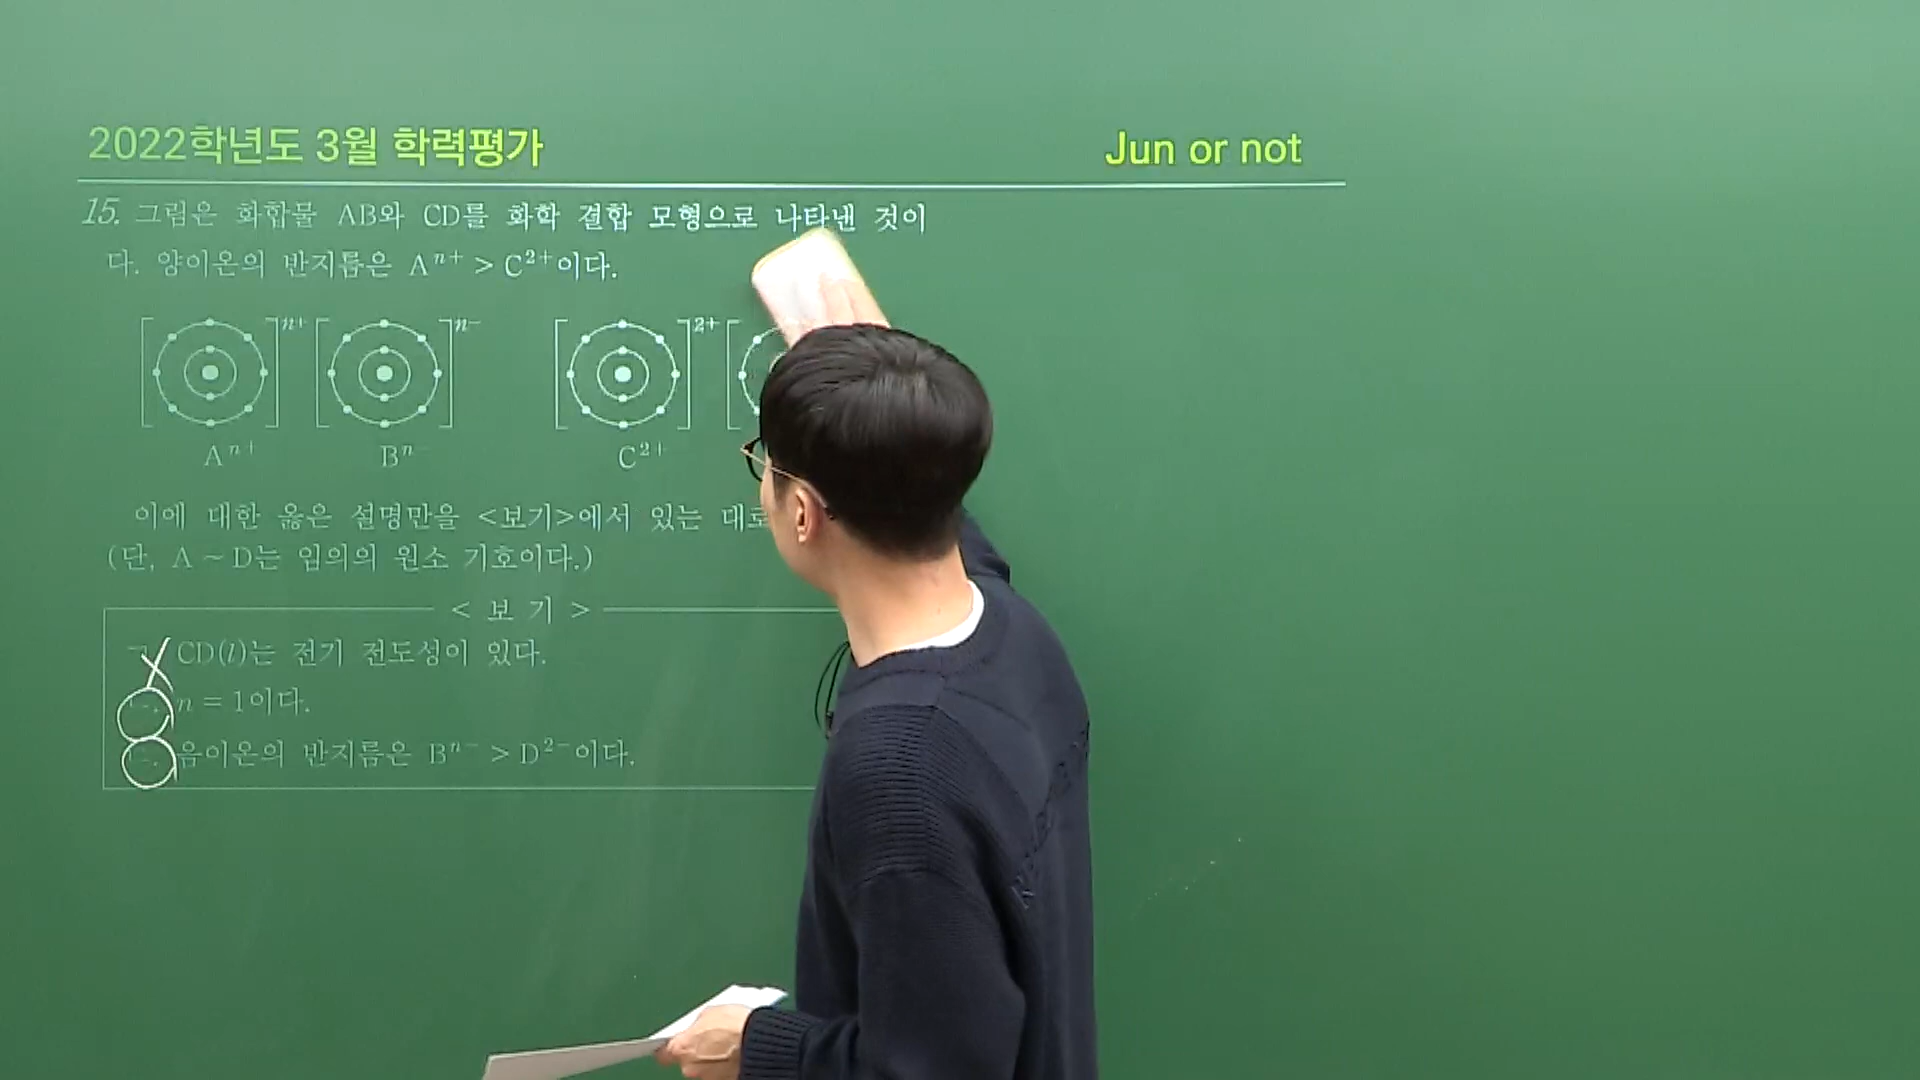 2022학년도 3월 학력평가
Jun or not
15. 그림은 화합물 AB와 CD를 화학 결합 모형으로 나타낸 것이
다. 양이온의 반지름은 Aⁿ⁺ > C²⁺이다.
n+ n- 2+
Aⁿ⁺ Bⁿ⁻ C²⁺
이에 대한 옳은 설명만을 <보기>에서 있는 대로
(단, A ~ D는 임의의 원소 기호이다.)
< 보 기 >
CD(l)는 전기 전도성이 있다.
n = 1이다.
음이온의 반지름은 Bⁿ⁻ > D²⁻이다.